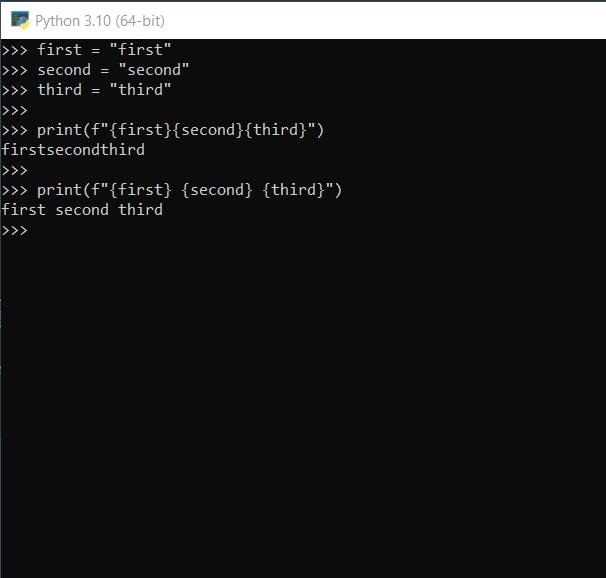 Python 3.10 (64-bit)
>>> first = "first"
>>> second = "second"
>>> third = "third"
>>>
>>> print(f"{first}{second}{third}")
firstsecondthird
>>>
>>> print(f"{first} {second} {third}")
first second third
>>>